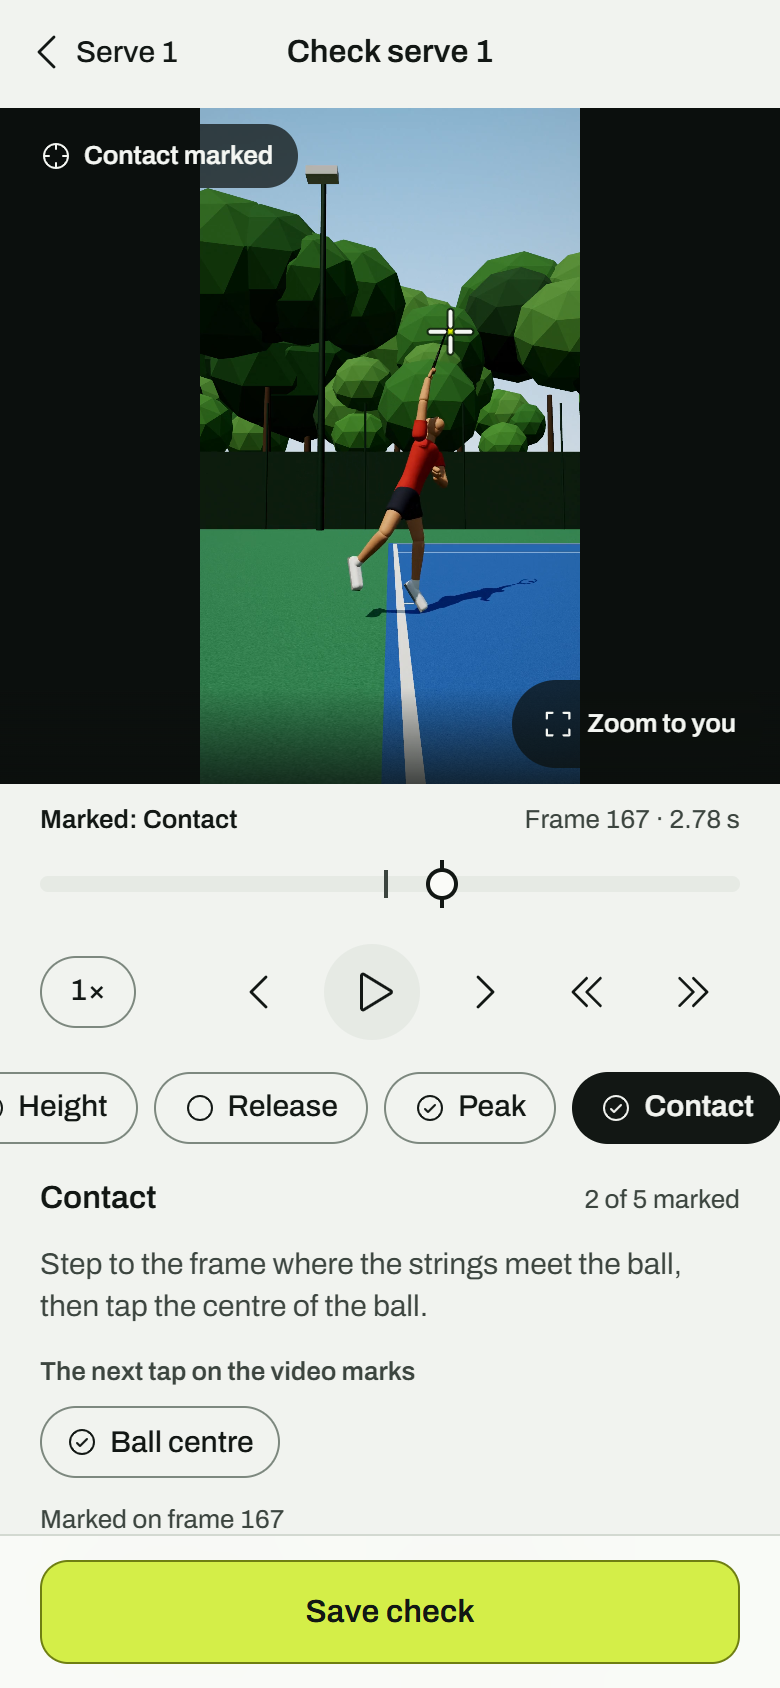 Serve 1
Check serve 1
Contact marked
Zoom to you
Marked: Contact
Frame 167 · 2.78 s
1×
Height
Release
Peak
Contact
Contact
2 of 5 marked
Step to the frame where the strings meet the ball,
then tap the centre of the ball.
The next tap on the video marks
Ball centre
Marked on frame 167
Save check